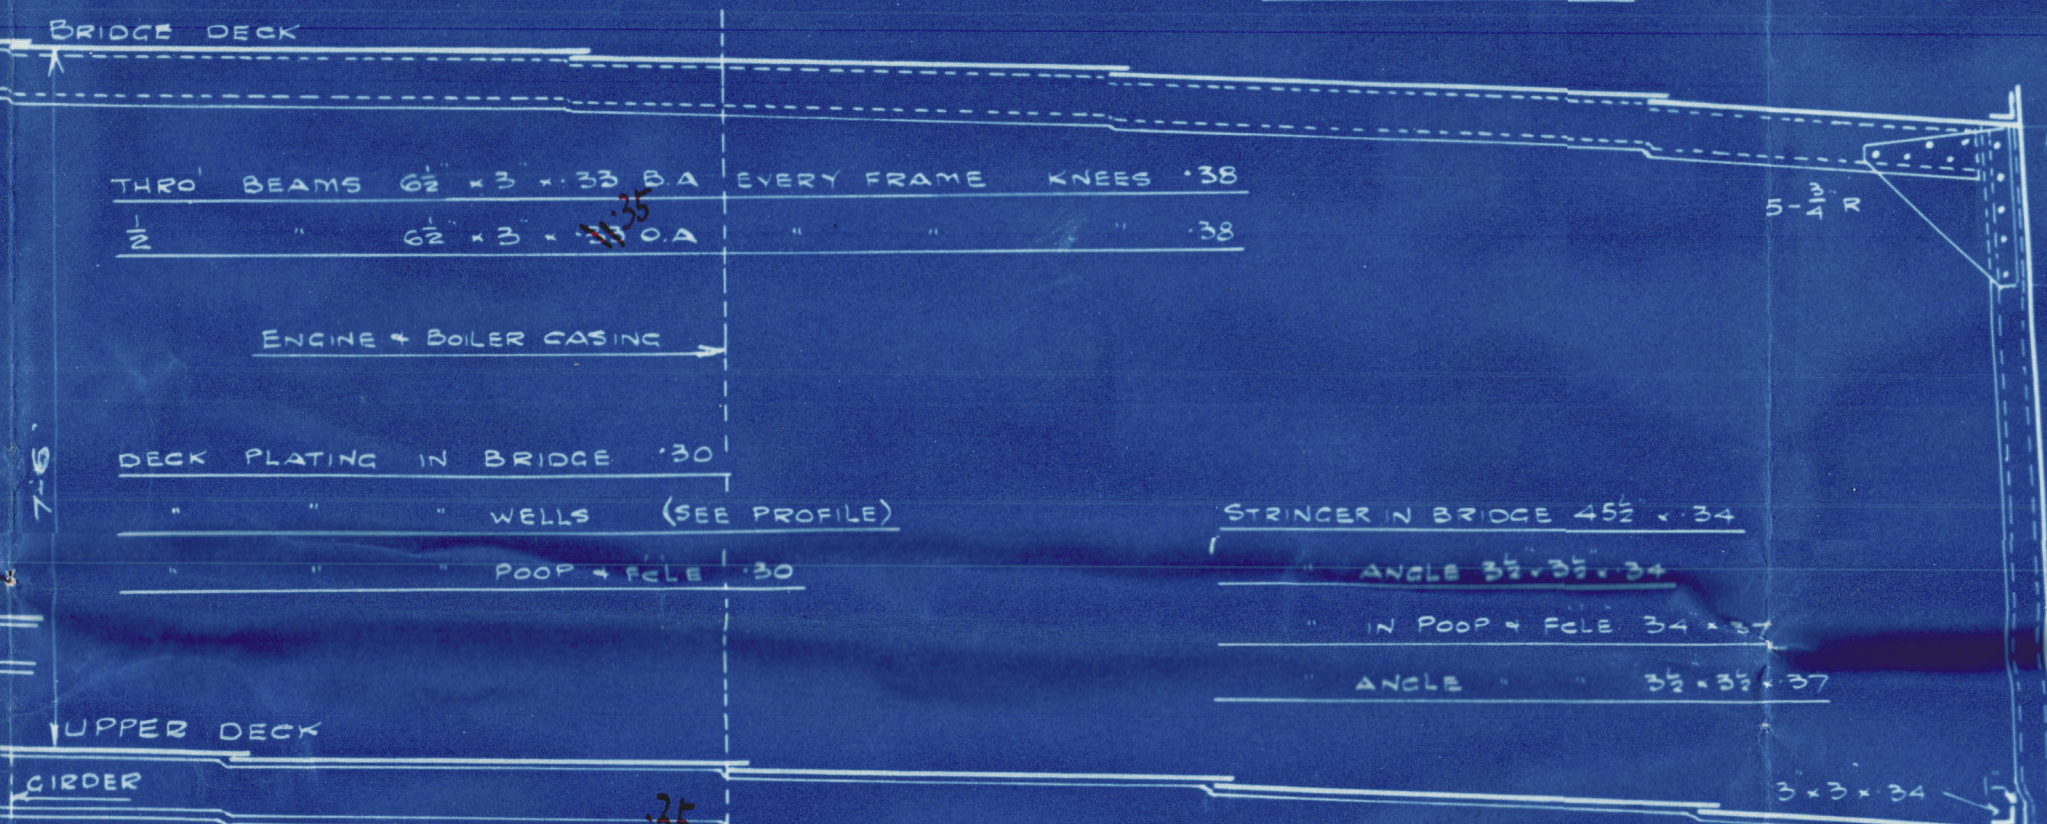 BRIDGE DECK
THRO' BEAMS 6½" × 3" × .33 B.A EVERY FRAME KNEES .38
½ " 6½" × 3" × .33 .35 O.A " " " .38
5-¾" R
ENGINE & BOILER CASING
7'-6"
DECK PLATING IN BRIDGE .30
" " " WELLS (SEE PROFILE)
" " " POOP & FCLE .30
STRINGER IN BRIDGE 45½ × .34
" ANGLE 3½ × 3½ × .34
" IN POOP & FCLE 34" × .37
" ANGLE " " 3½ × 3½ × .37
UPPER DECK
GIRDER
.35
3" × 3" × .34